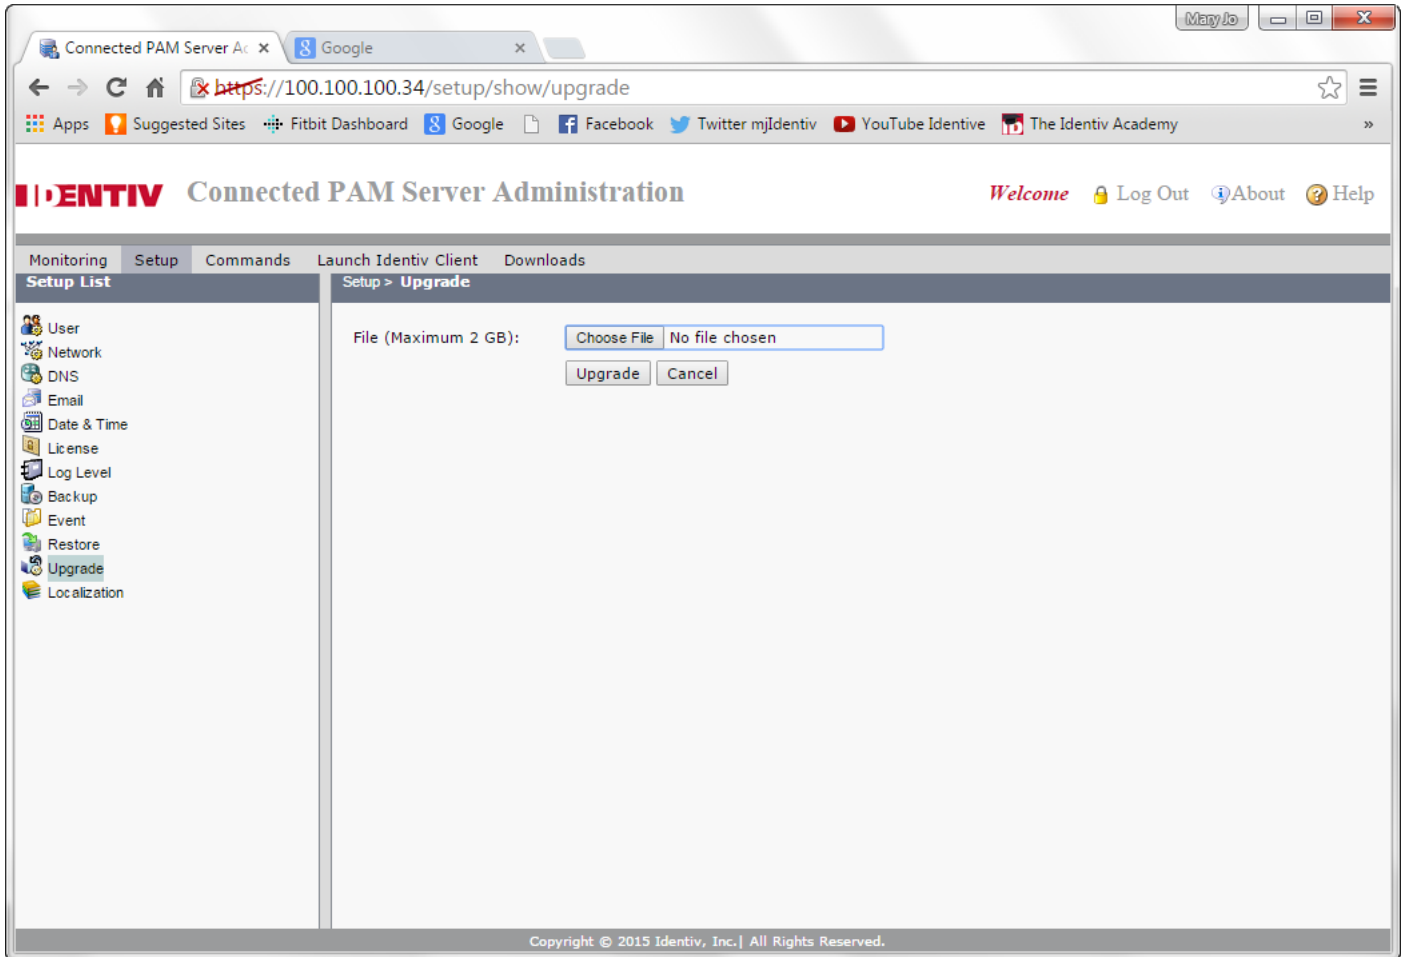 Mary Jo
Connected PAM Server Ac
Google
https://100.100.100.34/setup/show/upgrade
Apps Suggested Sites Fitbit Dashboard Google Facebook Twitter mjIdentiv YouTube Identive The Identiv Academy »
IDENTIV Connected PAM Server Administration Welcome Log Out About Help
Monitoring Setup Commands Launch Identiv Client Downloads
Setup List
Setup > Upgrade
User
Network
DNS
Email
Date & Time
License
Log Level
Backup
Event
Restore
Upgrade
Localization
File (Maximum 2 GB): Choose File No file chosen
Upgrade Cancel
Copyright © 2015 Identiv, Inc.| All Rights Reserved.